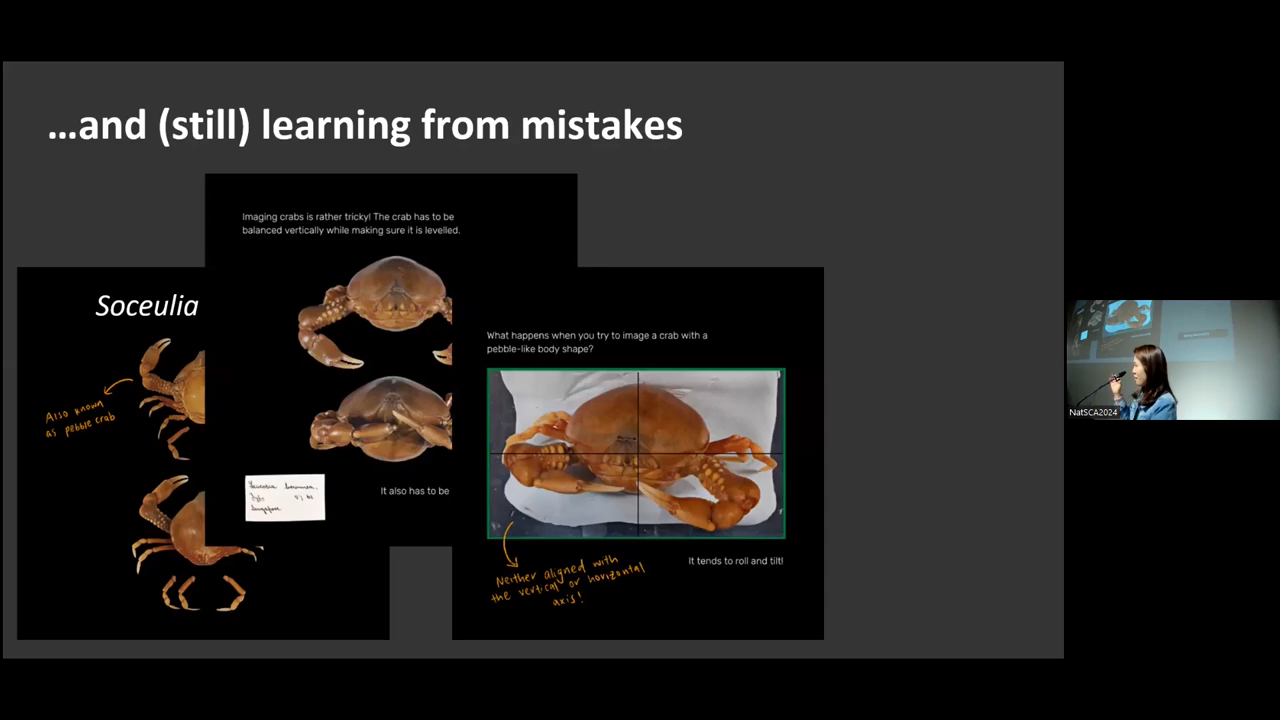 …and (still) learning from mistakes
Imaging crabs is rather tricky! The crab has to be
balanced vertically while making sure it is levelled.
Soceulia
Also known
as pebble crab
Singapore
It also has to be
What happens when you try to image a crab with a
pebble-like body shape?
Neither aligned with
the vertical or horizontal
axis!
It tends to roll and tilt!
NatSCA2024